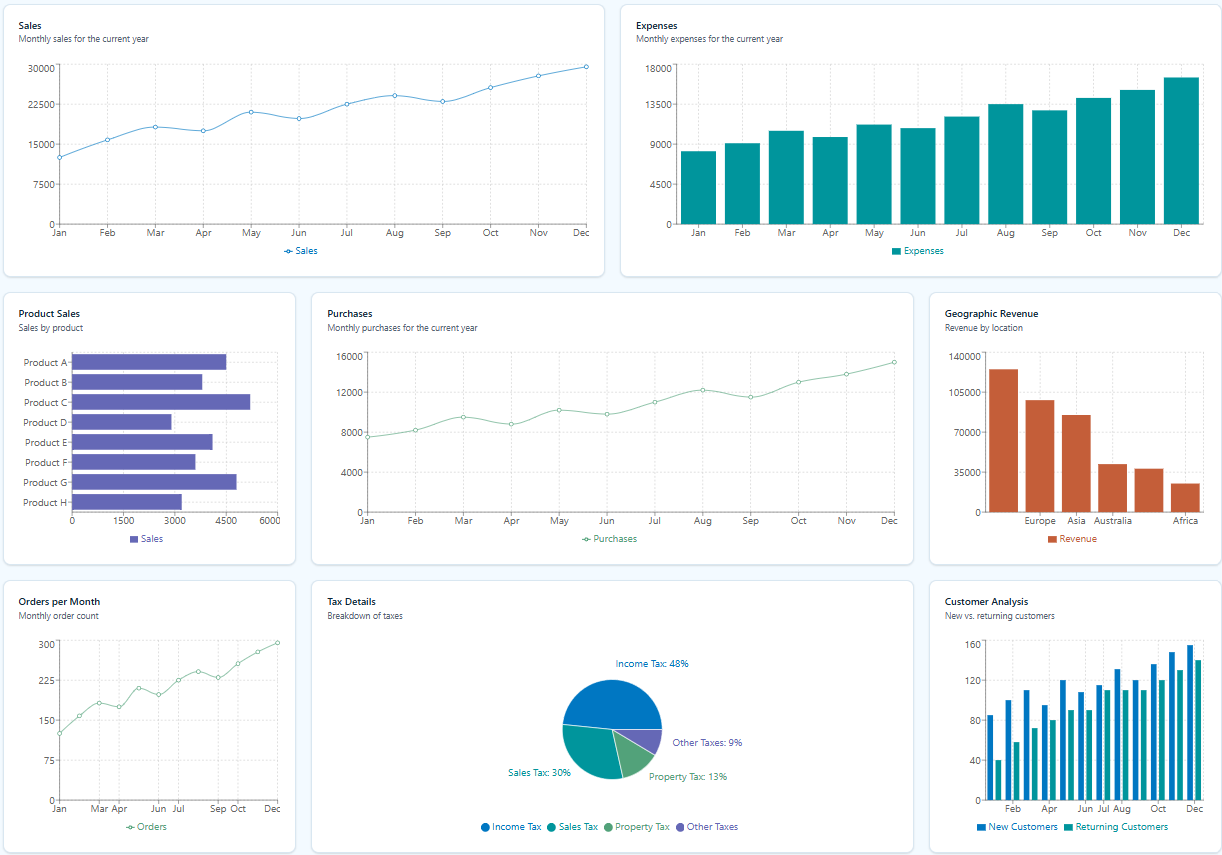 Sales
Monthly sales for the current year
30000
22500
15000
7500
0
Jan Feb Mar Apr May Jun Jul Aug Sep Oct Nov Dec
Sales
Expenses
Monthly expenses for the current year
18000
13500
9000
4500
0
Jan Feb Mar Apr May Jun Jul Aug Sep Oct Nov Dec
Expenses
Product Sales
Sales by product
Product A
Product B
Product C
Product D
Product E
Product F
Product G
Product H
0 1500 3000 4500 6000
Sales
Purchases
Monthly purchases for the current year
16000
12000
8000
4000
0
Jan Feb Mar Apr May Jun Jul Aug Sep Oct Nov Dec
Purchases
Geographic Revenue
Revenue by location
140000
105000
70000
35000
0
Europe Asia Australia Africa
Revenue
Orders per Month
Monthly order count
300
225
150
75
0
Jan Mar Apr Jun Jul Sep Oct Dec
Orders
Tax Details
Breakdown of taxes
Income Tax: 48%
Other Taxes: 9%
Sales Tax: 30%
Property Tax: 13%
Income Tax Sales Tax Property Tax Other Taxes
Customer Analysis
New vs. returning customers
160
120
80
40
0
Feb Apr Jun Jul Aug Oct Dec
New Customers Returning Customers